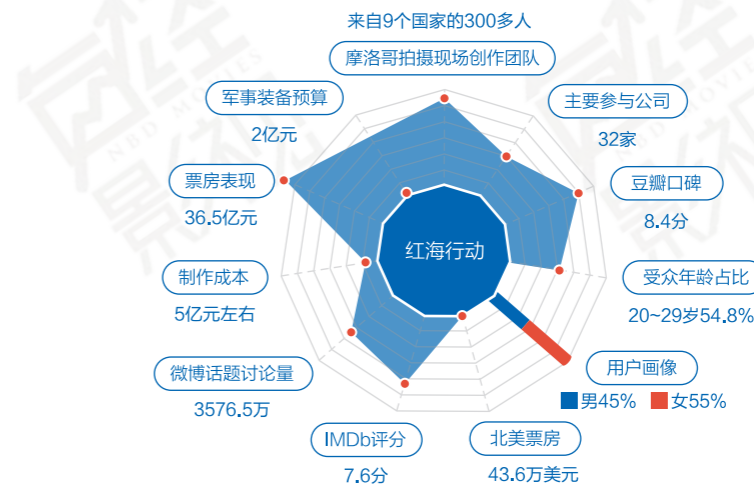 来自9个国家的300多人
摩洛哥拍摄现场创作团队
军事装备预算
2亿元
主要参与公司
32家
票房表现
36.5亿元
豆瓣口碑
8.4分
红海行动
制作成本
5亿元左右
受众年龄占比
20~29岁54.8%
微博话题讨论量
3576.5万
用户画像
男45% 女55%
IMDb评分
7.6分
北美票房
43.6万美元